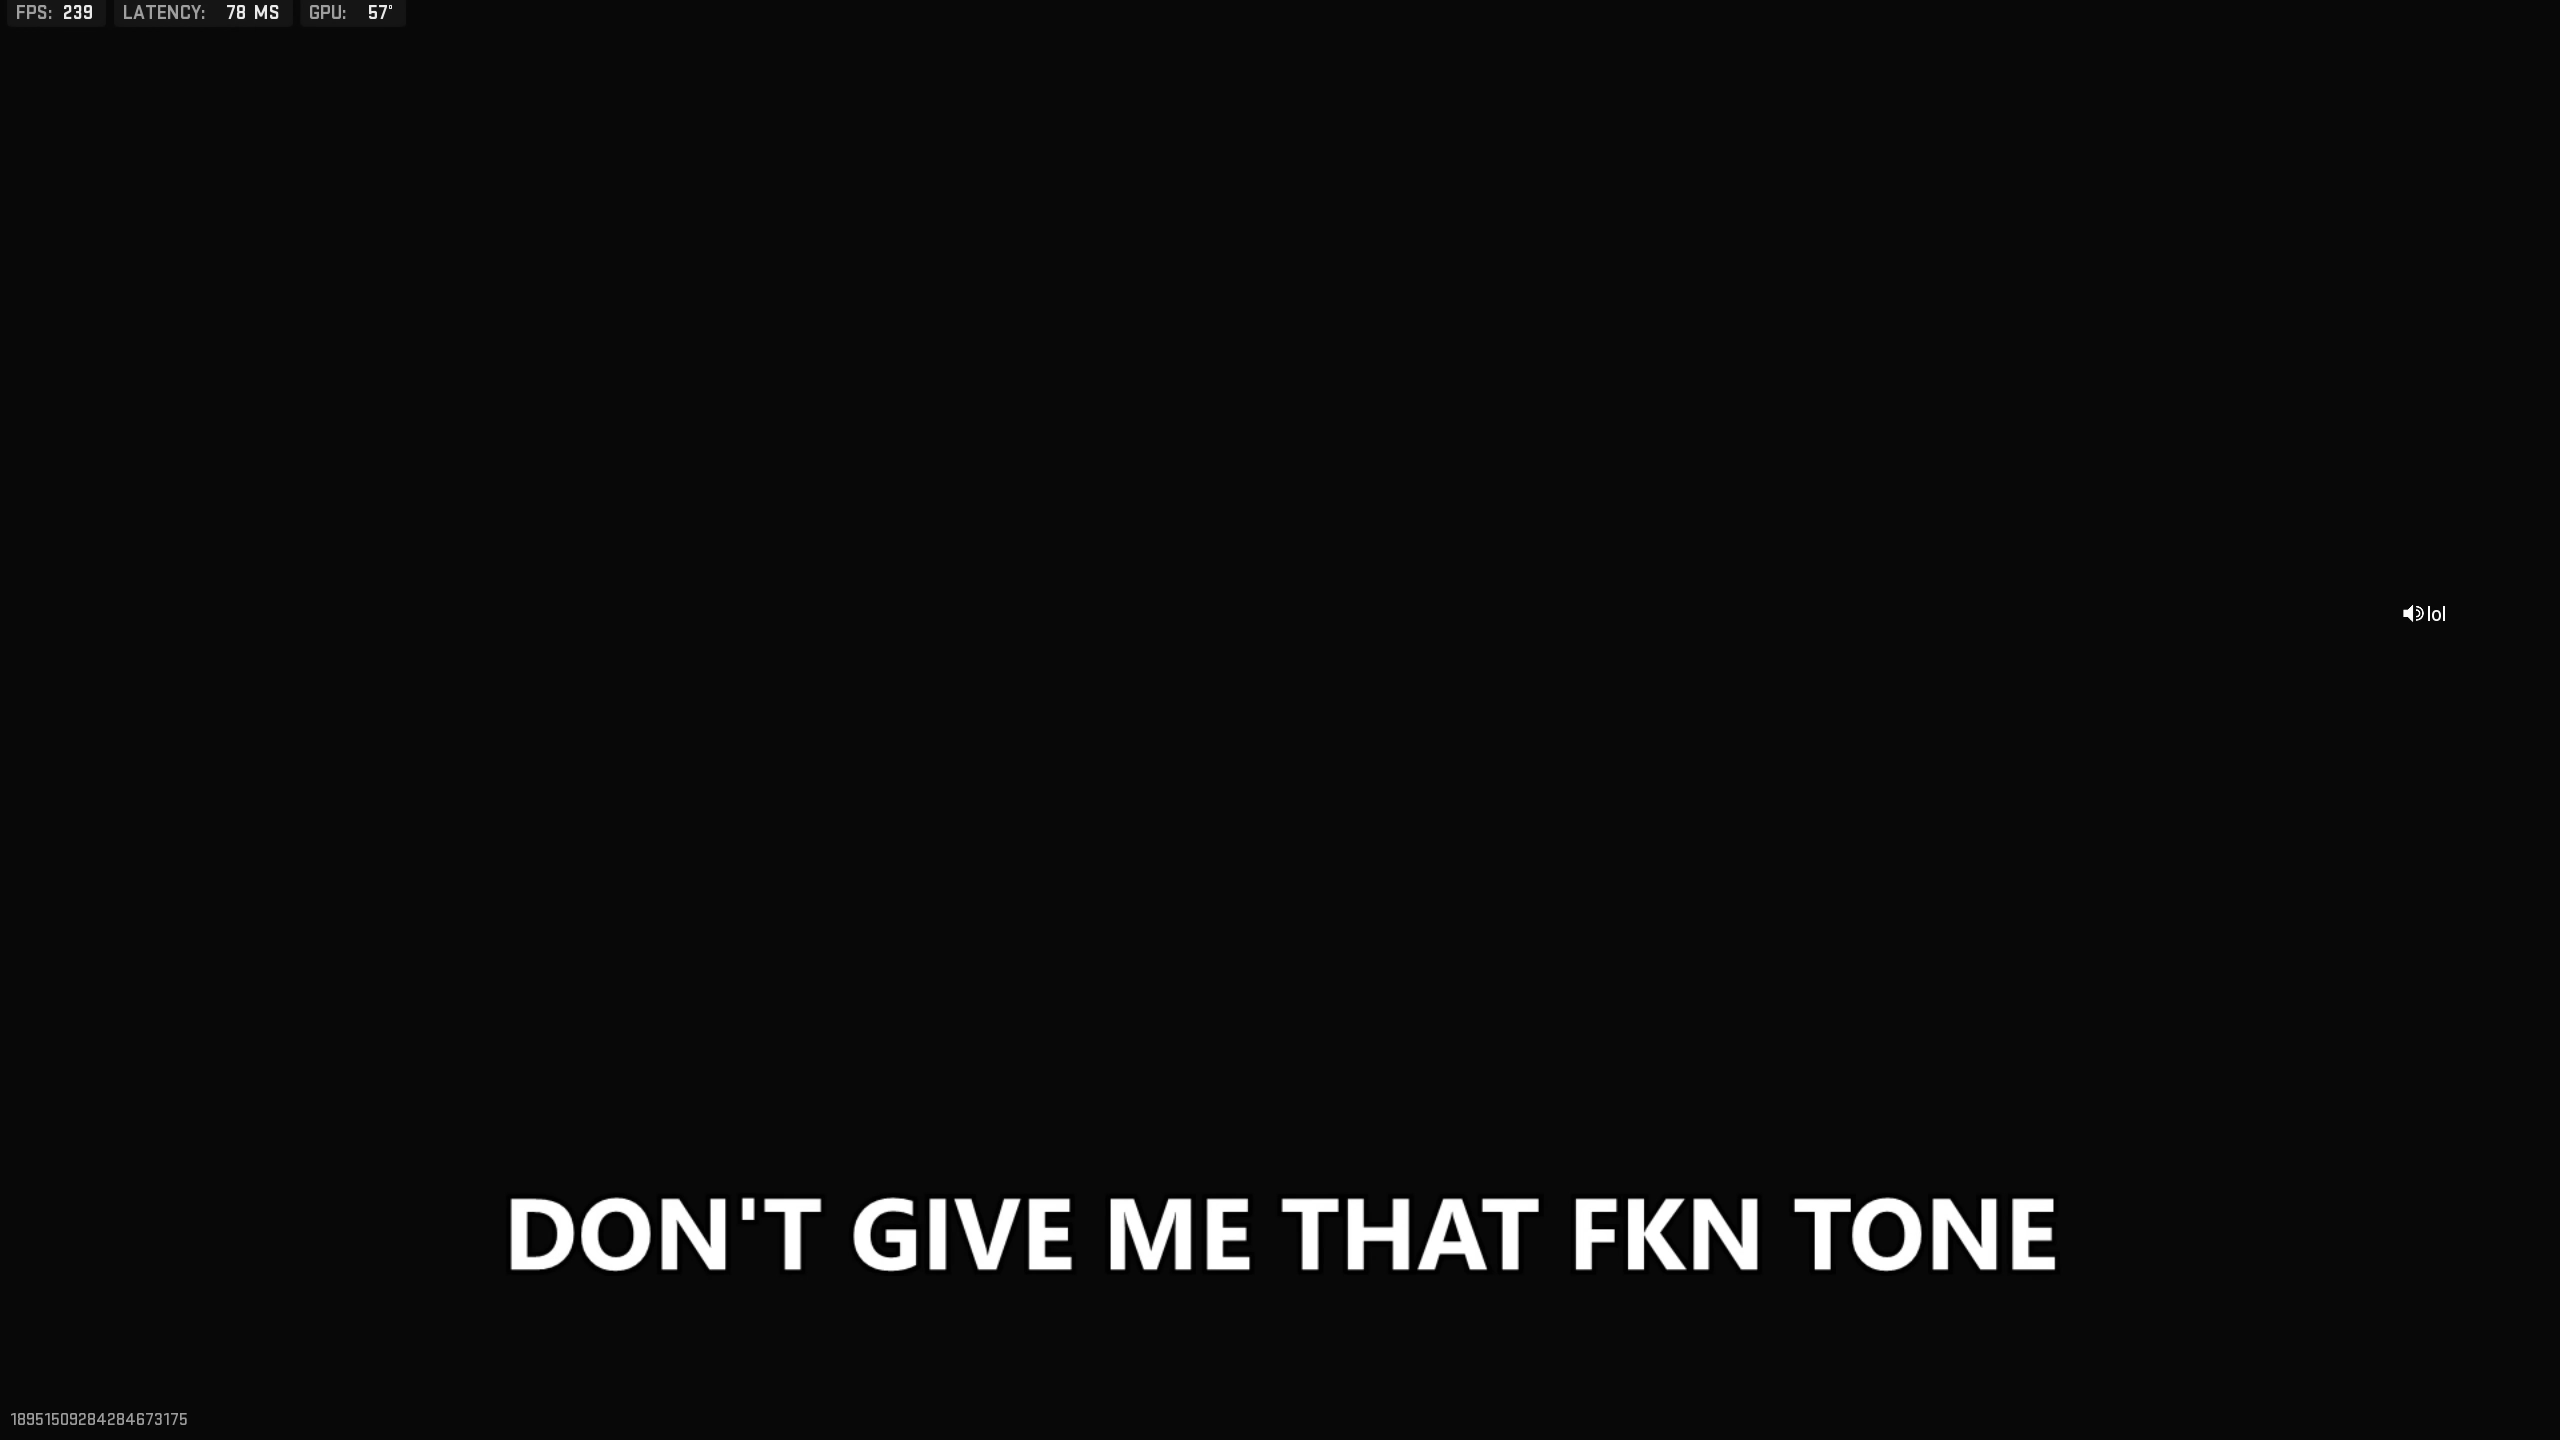 FPS: 239 LATENCY: 78 MS GPU: 57°
lol
DON'T GIVE ME THAT FKN TONE
18951509284284673175